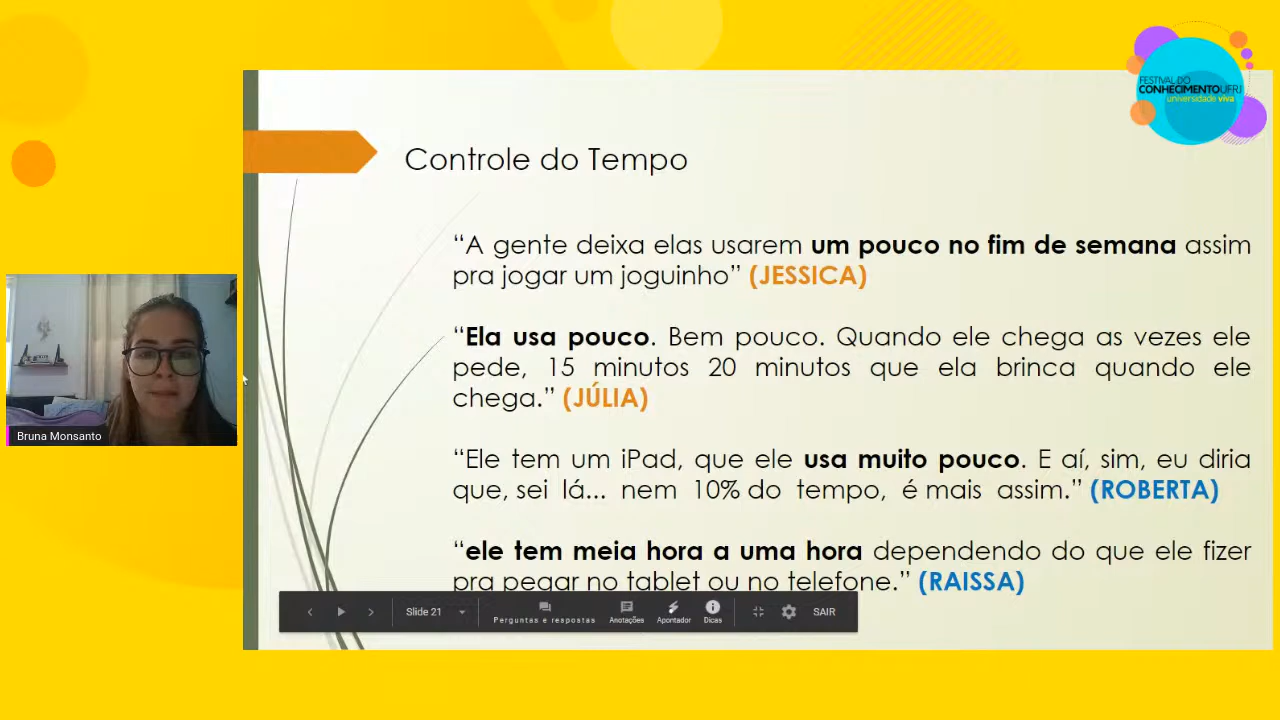 FESTIVAL DO
CONHECIMENTO UFRJ
universidade viva
Controle do Tempo
“A gente deixa elas usarem um pouco no fim de semana assim
pra jogar um joguinho” (JESSICA)
“Ela usa pouco. Bem pouco. Quando ele chega as vezes ele
pede, 15 minutos 20 minutos que ela brinca quando ele
chega.” (JÚLIA)
“Ele tem um iPad, que ele usa muito pouco. E aí, sim, eu diria
que, sei lá... nem 10% do tempo, é mais assim.” (ROBERTA)
“ele tem meia hora a uma hora dependendo do que ele fizer
pra pegar no tablet ou no telefone.” (RAISSA)
Bruna Monsanto
Slide 21
Perguntas e respostas
Anotações
Apontador
Dicas
SAIR